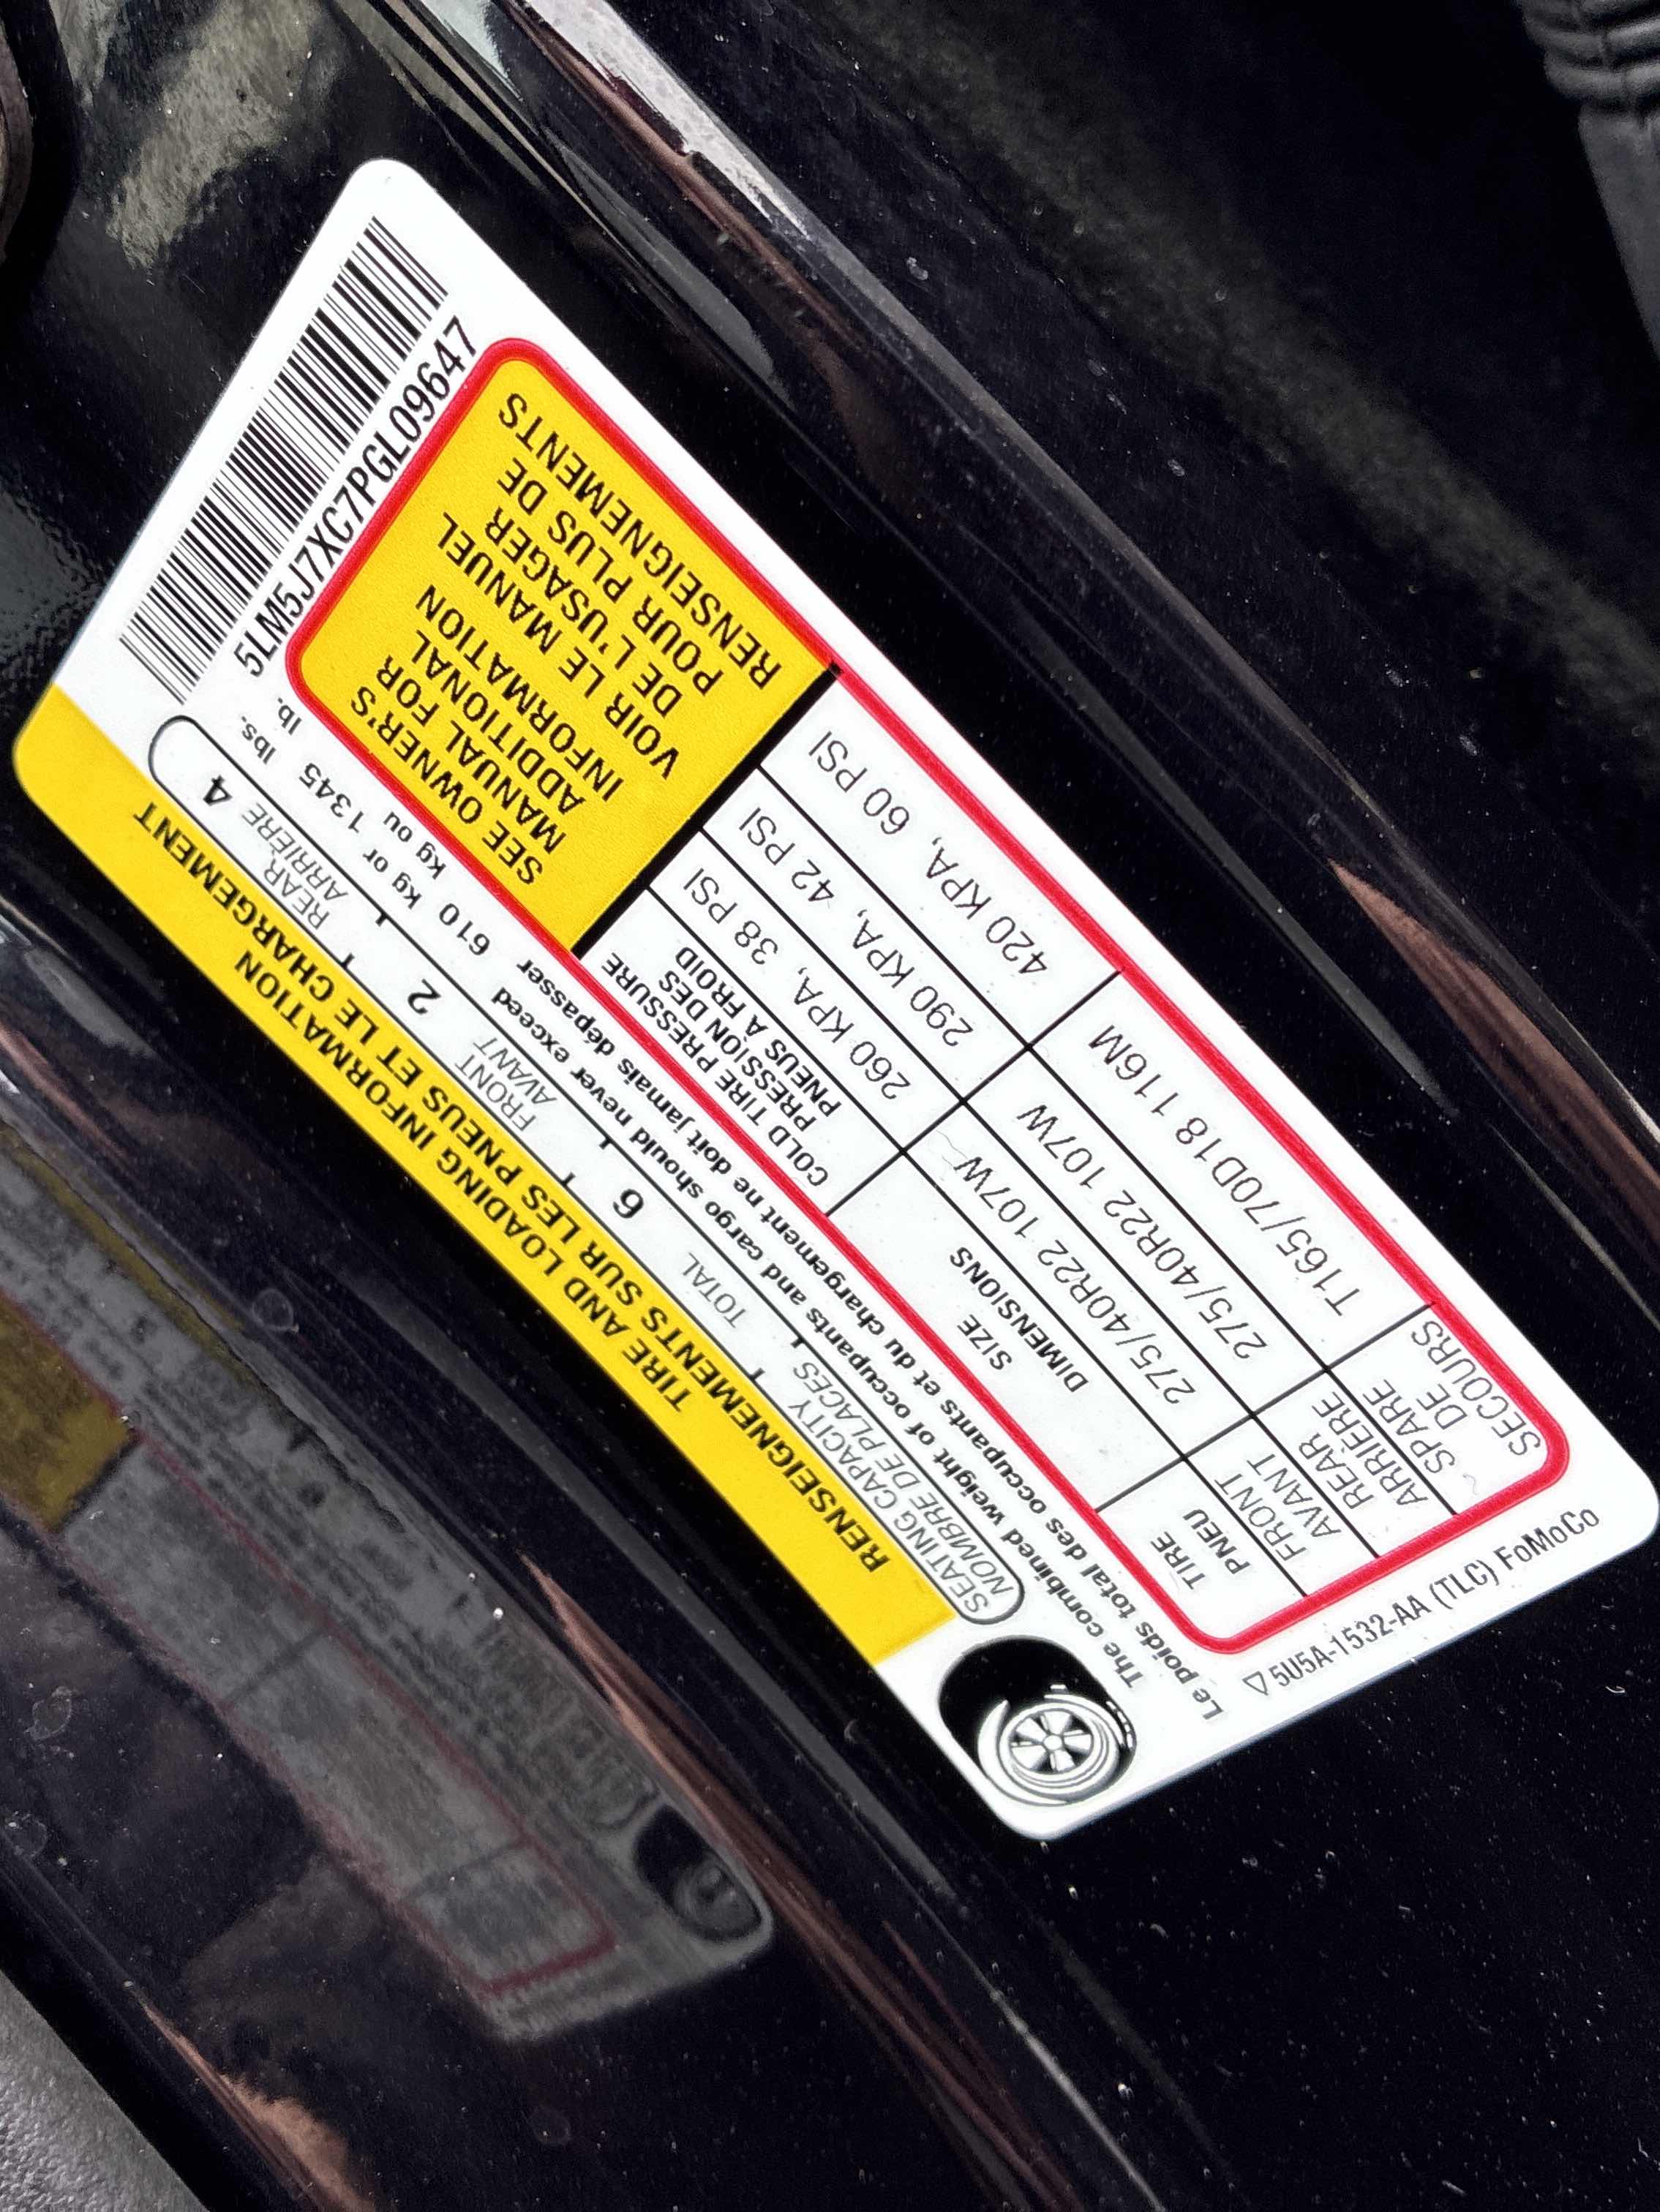 TIRE AND LOADING INFORMATION
RENSEIGNEMENTS SUR LES PNEUS ET LE CHARGEMENT
SEATING CAPACITY TOTAL 6 FRONT 2 REAR 4
NOMBRE DE PLACES AVANT ARRIÈRE
The combined weight of occupants and cargo should never exceed 610 kg or 1345 lbs.
Le poids total des occupants et du chargement ne doit jamais dépasser 610 kg ou 1345 lb.
TIRE
PNEU
SIZE
DIMENSIONS
COLD TIRE PRESSURE
PRESSION DES
PNEUS À FROID
FRONT
AVANT
275/40R22 107W
260 KPA, 38 PSI
REAR
ARRIÈRE
275/40R22 107W
290 KPA, 42 PSI
SPARE
DE
SECOURS
T165/70D18 116M
420 KPA, 60 PSI
SEE OWNER'S
MANUAL FOR
ADDITIONAL
INFORMATION
VOIR LE MANUEL
DE L'USAGER
POUR PLUS DE
RENSEIGNEMENTS
5LM5J7XC7PGL09647
5U5A-1532-AA (TLC) FoMoCo